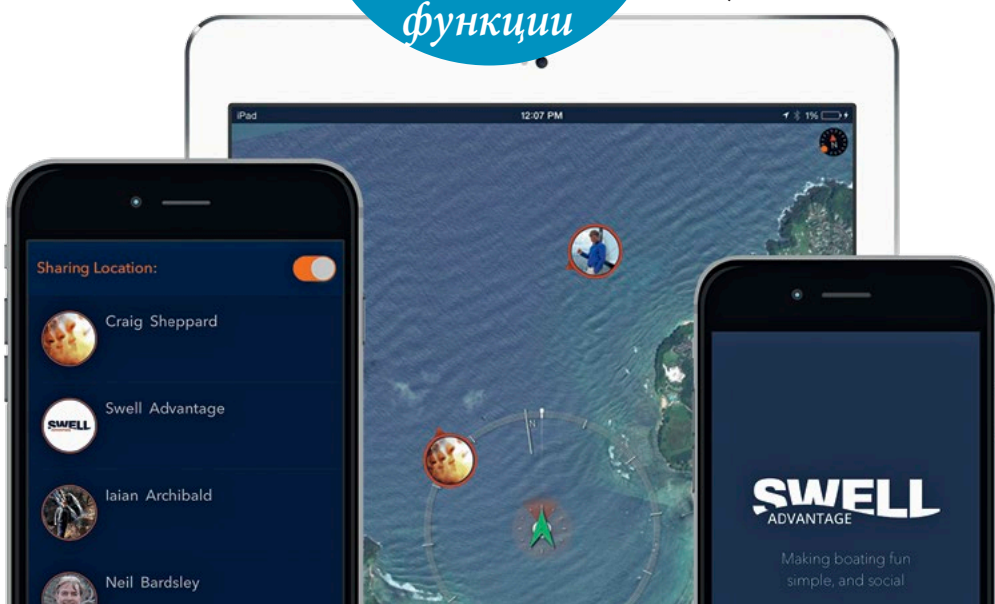 функции
iPad
12:07 PM
1%
N
Sharing Location:
Craig Sheppard
Swell Advantage
SWELL
ADVANTAGE
Iaian Archibald
Neil Bardsley
N
SWELL
ADVANTAGE
Making boating fun
simple, and social